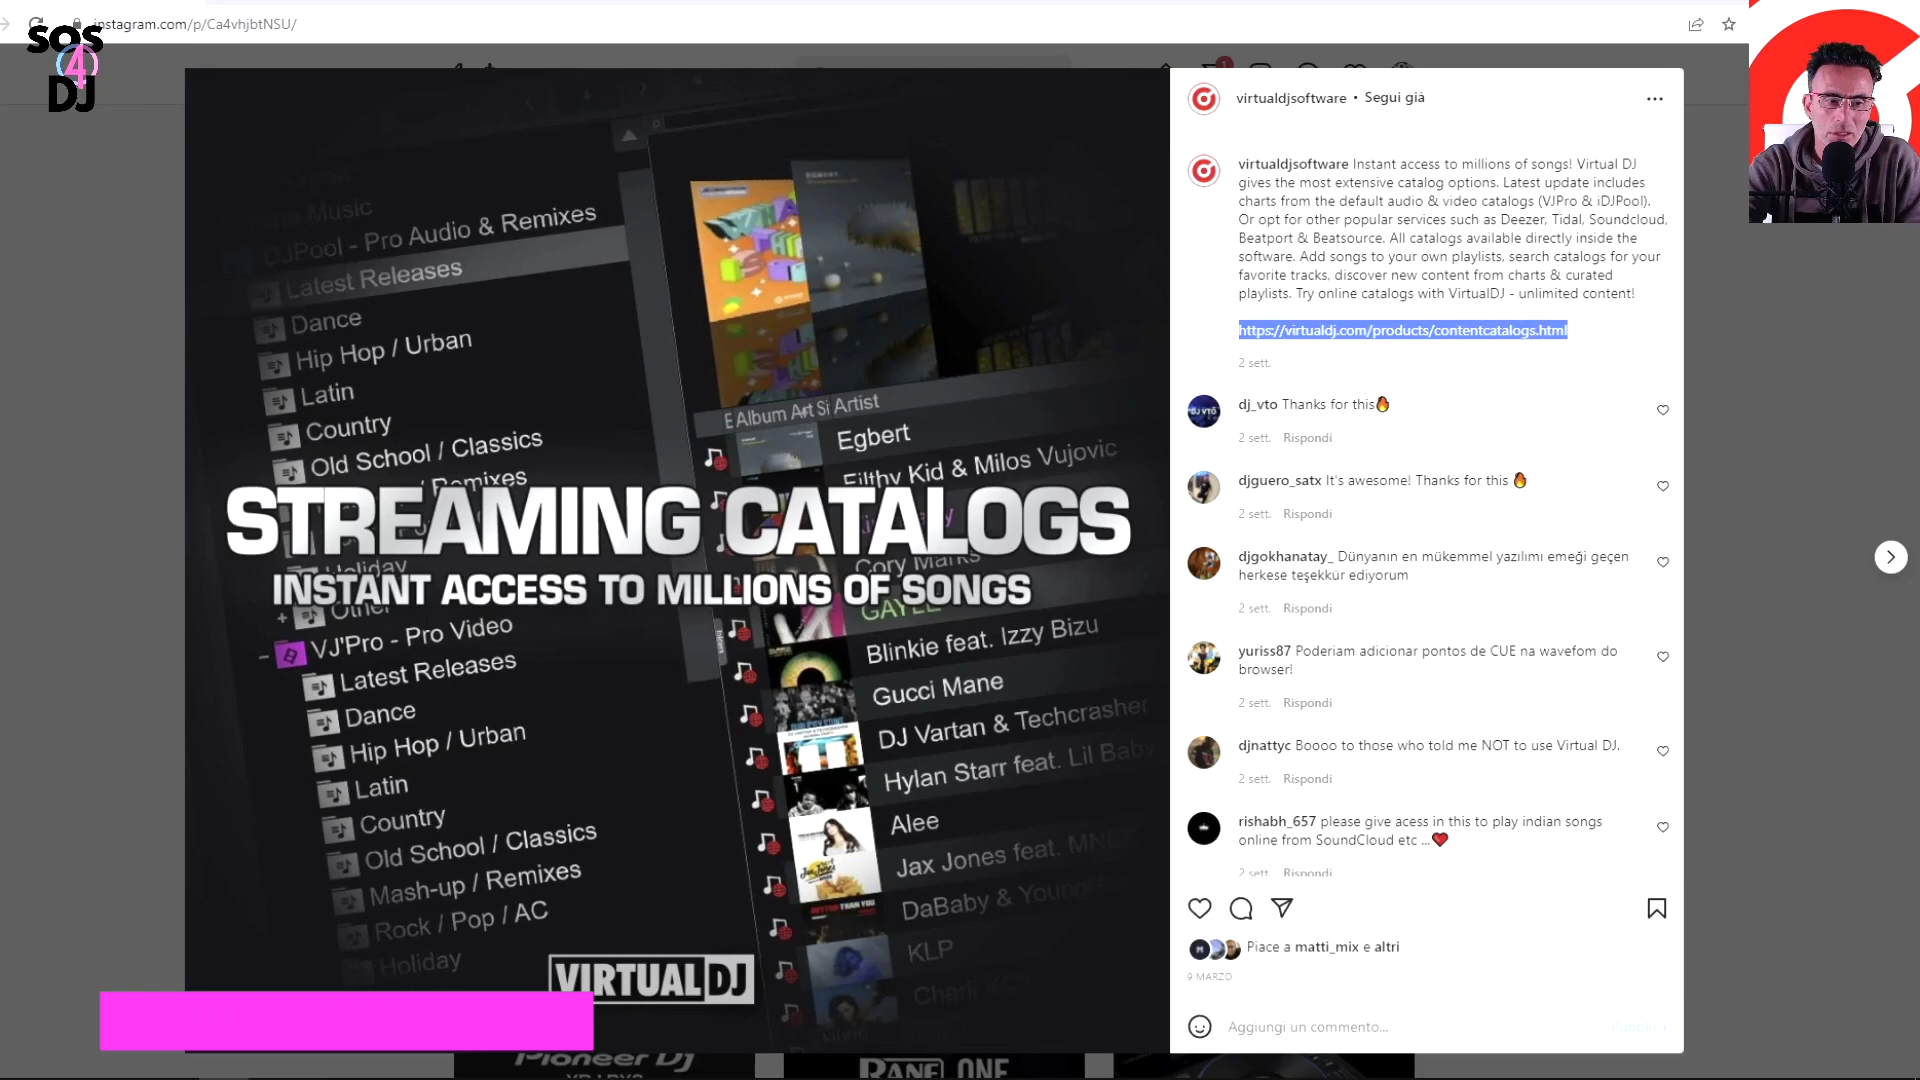 instagram.com/p/Ca4vhjbtNSU/
SOS
4
DJ
1
iDJPool - Pro Audio & Remixes
Latest Releases
Dance
Hip Hop / Urban
Latin
Country
Old School / Classics
Remixes
Holiday
Other
VJ'Pro - Pro Video
Latest Releases
Dance
Hip Hop / Urban
Latin
Country
Old School / Classics
Mash-up / Remixes
Rock / Pop / AC
Holiday
Album Art Si Artist
Egbert
Filthy Kid & Milos Vujovic
STREAMING CATALOGS
Cory Marks
INSTANT ACCESS TO MILLIONS OF SONGS
GAYLE
Blinkie feat. Izzy Bizu
Gucci Mane
DJ Vartan & Techcrasher
Hylan Starr feat. Lil Baby
Alee
Jax Jones feat. MNEK
DaBaby &
KLP
VIRTUAL DJ
Pioneer Dj
RANE ONE
virtualdjsoftware • Segui già
virtualdjsoftware Instant access to millions of songs! Virtual DJ
gives the most extensive catalog options. Latest update includes
charts from the default audio & video catalogs (VJPro & iDJPool).
Or opt for other popular services such as Deezer, Tidal, Soundcloud,
Beatport & Beatsource. All catalogs available directly inside the
software. Add songs to your own playlists, search catalogs for your
favorite tracks, discover new content from charts & curated
playlists. Try online catalogs with VirtualDJ - unlimited content!
https://virtualdj.com/products/contentcatalogs.html
2 sett.
dj_vto Thanks for this🔥
2 sett. Rispondi
djguero_satx It's awesome! Thanks for this 🔥
2 sett. Rispondi
djgokhanatay_ Dünyanın en mükemmel yazılımı emeği geçen
herkese teşekkür ediyorum
2 sett. Rispondi
yuriss87 Poderiam adicionar pontos de CUE na wavefom do
browser!
2 sett. Rispondi
djnattyc Boooo to those who told me NOT to use Virtual DJ.
2 sett. Rispondi
rishabh_657 please give acess in this to play indian songs
online from SoundCloud etc ...❤️
2 sett. Rispondi
Piace a matti_mix e altri
9 MARZO
Aggiungi un commento...
Pubblica